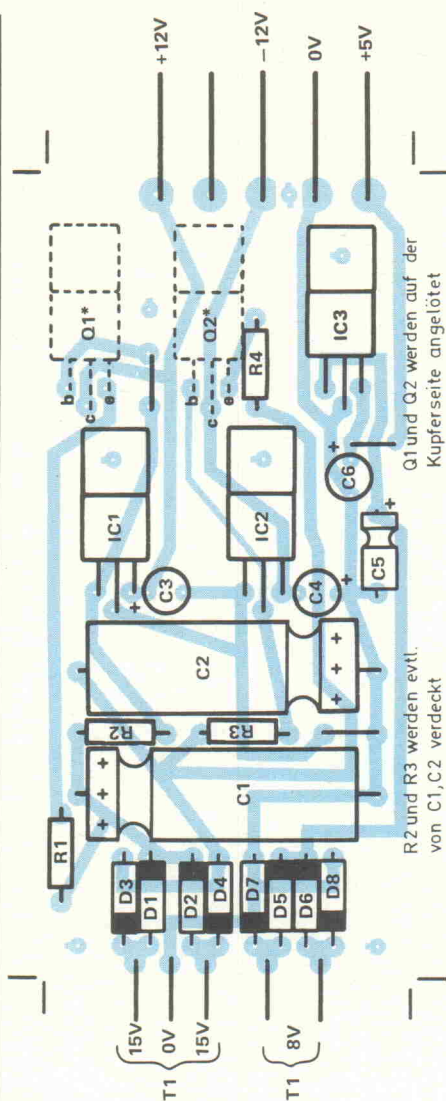 +12V
-12V
0V
+5V
Q1*
b
c
e
Q2*
b
c
e
R4
IC3
IC1
IC2
C6
+
C5
+
C3
+
C4
+
C2
+ + +
R2
R3
C1
+ + +
R1
D3
D1
D2
D4
D7
D5
D6
D8
15V
0V
15V
T1
8V
T1
R2 und R3 werden evtl.
von C1, C2 verdeckt
Q1 und Q2 werden auf der
Kupferseite angelötet